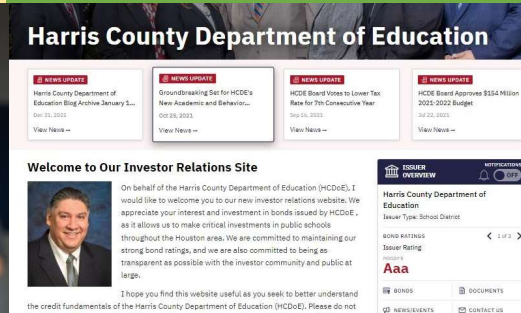 Harris County Department of Education
NEWS UPDATE
Harris County Department of
Education Blog Archive January 1...
Dec 31, 2021
View News
NEWS UPDATE
Groundbreaking Set for HCDE's
New Academic and Behavior...
Oct 29, 2021
View News
NEWS UPDATE
HCDE Board Votes to Lower Tax
Rate for 7th Consecutive Year
Sep 16, 2021
View News
NEWS UPDATE
HCDE Board Approves $154 Million
2021-2022 Budget
Jul 22, 2021
View News
Welcome to Our Investor Relations Site
On behalf of the Harris County Department of Education (HCDoE), I
would like to welcome you to our new investor relations website. We
appreciate your interest and investment in bonds issued by HCDoE ,
as it allows us to make critical investments in public schools
throughout the Houston area. We are committed to maintaining our
strong bond ratings, and we are also committed to being as
transparent as possible with the investor community and public at
large.
I hope you find this website useful as you seek to better understand
the credit fundamentals of the Harris County Department of Education (HCDoE). Please do not
ISSUER
OVERVIEW
NOTIFICATIONS
OFF
Harris County Department of
Education
Issuer Type: School District
BOND RATINGS
1 of 3
Issuer Rating
MOODY'S
Aaa
BONDS
DOCUMENTS
NEWS/EVENTS
CONTACT US